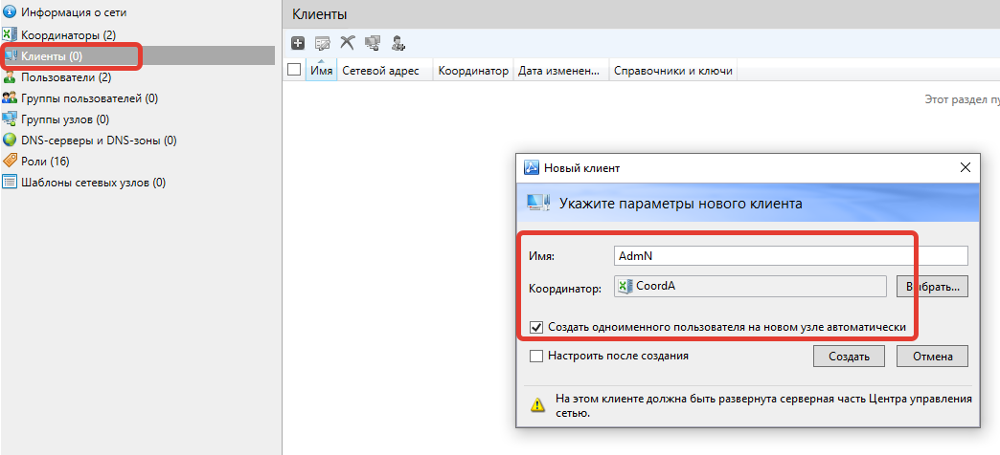 Информация о сети
Координаторы (2)
Клиенты (0)
Пользователи (2)
Группы пользователей (0)
Группы узлов (0)
DNS-серверы и DNS-зоны (0)
Роли (16)
Шаблоны сетевых узлов (0)
Клиенты
Имя Сетевой адрес Координатор Дата изменен... Справочники и ключи
Этот раздел пу
Новый клиент
Укажите параметры нового клиента
Имя: AdmN
Координатор: CoordA Выбрать...
Создать одноименного пользователя на новом узле автоматически
Настроить после создания Создать Отмена
На этом клиенте должна быть развернута серверная часть Центра управления
сетью.